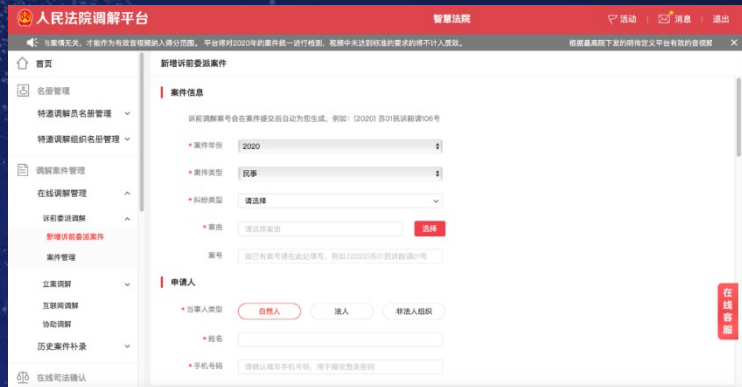 人民法院调解平台
智慧法院
活动 | 消息 | 退出
当案情无关，才能作为有效音视频纳入得分范围。 平台将对2020年的案件统一进行检测，视频中未达到标准的要求的将不计入质效。
根据最高院下发的明传定义平台有效的音视频
首页
新增诉前委派案件
名册管理
特邀调解员名册管理
特邀调解组织名册管理
调解案件管理
在线调解管理
诉前委派调解
新增诉前委派案件
案件管理
立案调解
互联网调解
协助调解
历史案件补录
在线司法确认
案件信息
诉前调解案号会在案件提交后自动为您生成，例如：(2020) 苏01民诉前调106号
*案件年份 2020
*案件类型 民事
*纠纷类型 请选择
*案由 请选择案由 选择
案号 如已有案号请在此处填写，例如:(2020)苏01民诉前调01号
申请人
*当事人类型 自然人 法人 非法人组织
*姓名
*手机号码 请确认填写手机号码，用于接收登录密码
在线客服